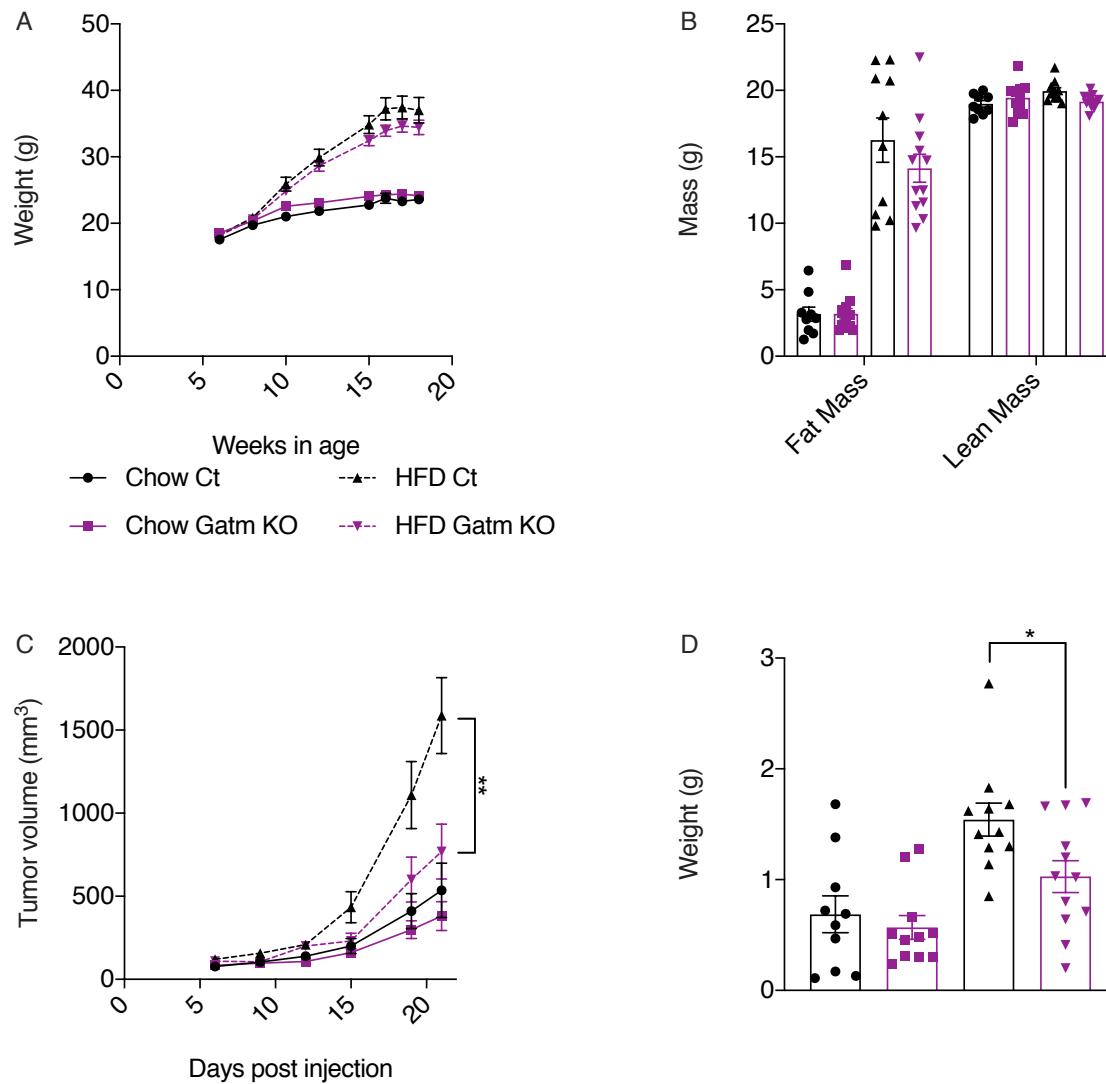 A
50
40
30
20
10
0
Weight (g)
0
5
10
15
20
Weeks in age
Chow Ct
HFD Ct
Chow Gatm KO
HFD Gatm KO
B
25
20
15
10
5
0
Mass (g)
Fat Mass
Lean Mass
C
2000
1500
1000
500
0
Tumor volume (mm³)
0
5
10
15
20
**
Days post injection
D
3
2
1
0
Weight (g)
*